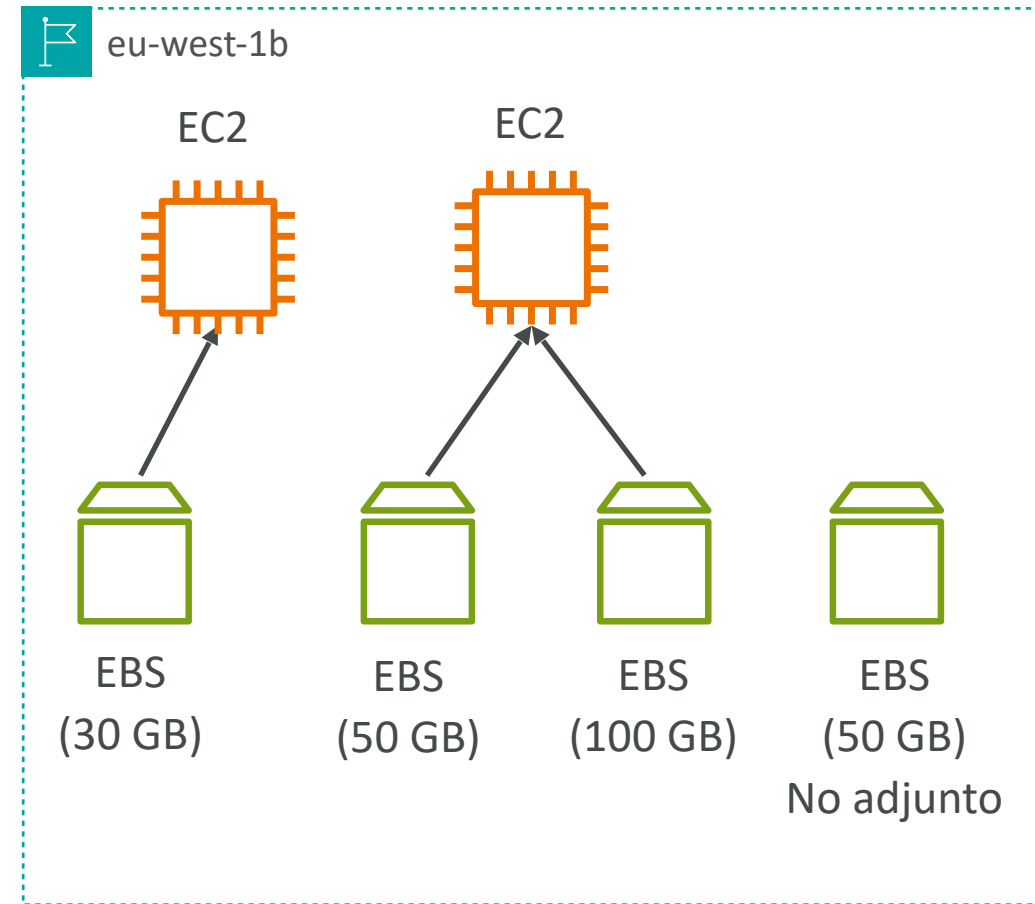 eu-west-1b
EC2
EC2
EBS
(30 GB)
EBS
(50 GB)
EBS
(100 GB)
EBS
(50 GB)
No adjunto